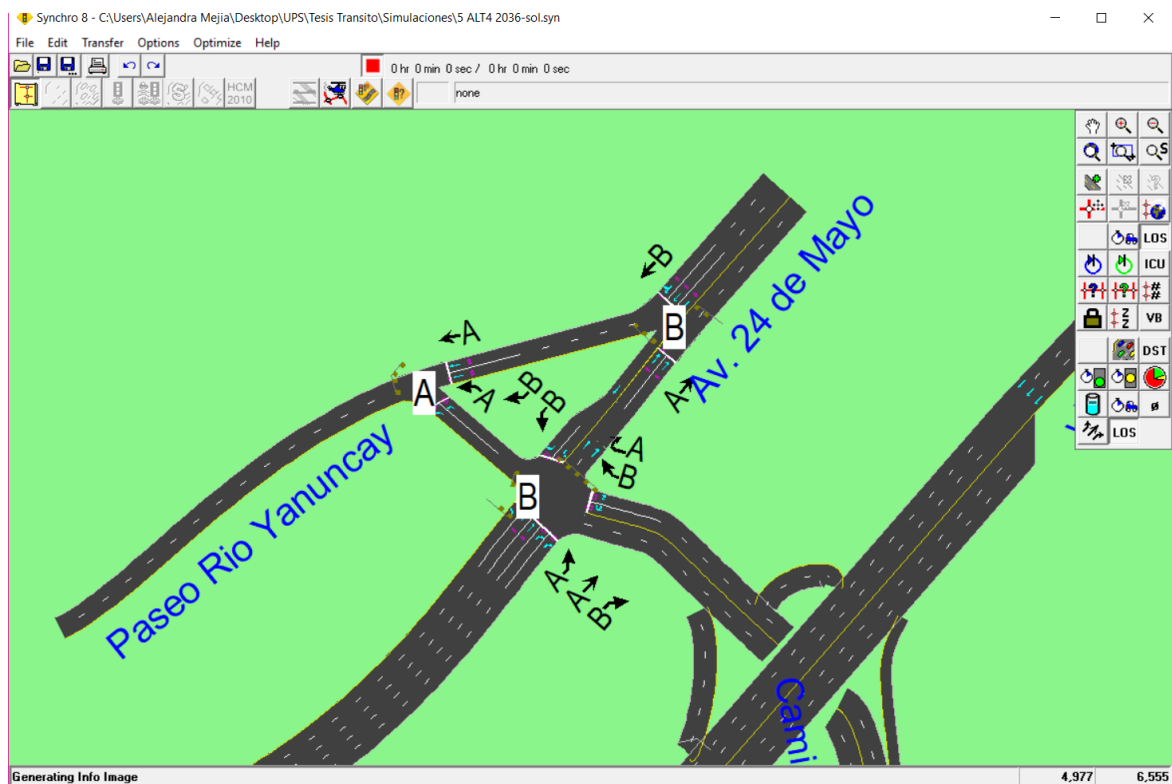 Synchro 8 - C:\Users\Alejandra Mejia\Desktop\UPS\Tesis Transito\Simulaciones\5 ALT4 2036-sol.syn
File Edit Transfer Options Optimize Help
0 hr 0 min 0 sec / 0 hr 0 min 0 sec
HCM
2010
none
S
LOS
ICU
VB
DST
ø
LOS
B
Av. 24 de Mayo
B
A
A
A
A
B
B
A
B
B
A
A
B
Paseo Rio Yanuncay
Cami
Generating Info Image
4,977 6,555